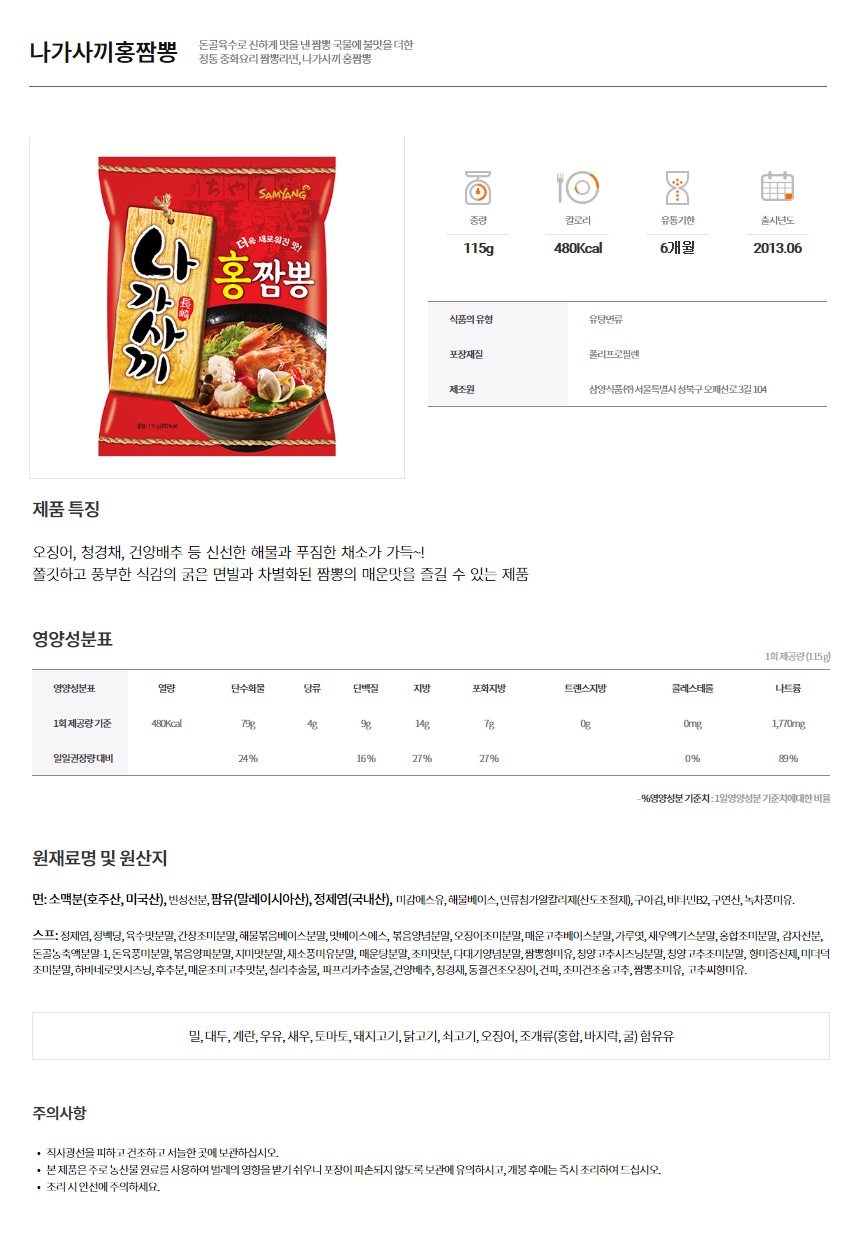 나가사끼홍짬뽕
돈골육수로 진하게 맛을 낸 짬뽕 국물에 불맛을 더한
정통 중화요리 짬뽕라면, 나가사끼 홍짬뽕
SAMYANG
더욱 새로워진 맛!
홍짬뽕
나가사끼
長崎
중량 칼로리 유통기한 출시년도
115g 480Kcal 6개월 2013.06
식품의 유형 유탕면류
포장재질 폴리프로필렌
제조원 삼양식품㈜ 서울특별시 성북구 오패산로 3길 104
제품 특징
오징어, 청경채, 건양배추 등 신선한 해물과 푸짐한 채소가 가득~!
쫄깃하고 풍부한 식감의 굵은 면발과 차별화된 짬뽕의 매운맛을 즐길 수 있는 제품
영양성분표
1회 제공량 (115g)
영양성분표 열량 탄수화물 당류 단백질 지방 포화지방 트랜스지방 콜레스테롤 나트륨
1회 제공량 기준 480Kcal 79g 4g 9g 14g 7g 0g 0mg 1,770mg
일일권장량 대비 24% 16% 27% 27% 0% 89%
- %영양성분 기준치 : 1일영양성분 기준치에대한 비율
원재료명 및 원산지
면: 소맥분(호주산, 미국산), 변성전분, 팜유(말레이시아산), 정제염(국내산), 미감에스유, 해물베이스, 면류첨가알칼리제(산도조절제), 구아검, 비타민B2, 구연산, 녹차풍미유.
스프: 정제염, 정백당, 육수맛분말, 간장조미분말, 해물볶음베이스분말, 맛베이스에스, 볶음양념분말, 오징어조미분말, 매운고추베이스분말, 가루엿, 새우엑기스분말, 홍합조미분말, 감자전분,
돈골농축액분말-1, 돈육풍미분말, 볶음양파분말, 지미맛분말, 채소풍미유분말, 매운탕분말, 조미맛분, 다대기양념분말, 짬뽕향미유, 청양고추시즈닝분말, 청양고추조미분말, 향미증진제, 미더덕
조미분말, 하바네로맛시즈닝, 후추분, 매운조미고추맛분, 칠리추출물, 파프리카추출물, 건양배추, 청경채, 동결건조오징어, 건파, 조미건조홍고추, 짬뽕조미유, 고추씨향미유.
밀, 대두, 계란, 우유, 새우, 토마토, 돼지고기, 닭고기, 쇠고기, 오징어, 조개류(홍합, 바지락, 굴) 함유유
주의사항
• 직사광선을 피하고 건조하고 서늘한 곳에 보관하십시오.
• 본 제품은 주로 농산물 원료를 사용하여 벌레의 영향을 받기 쉬우니 포장이 파손되지 않도록 보관에 유의하시고, 개봉 후에는 즉시 조리하여 드십시오.
• 조리 시 안전에 주의하세요.